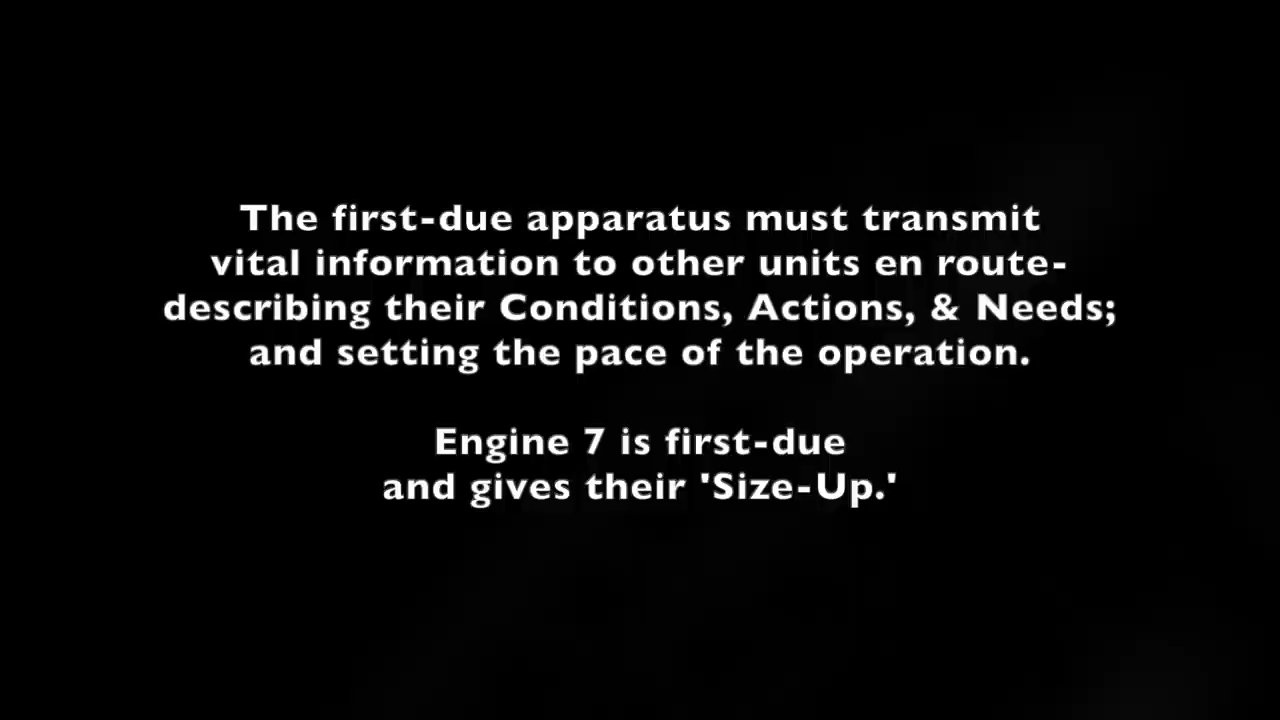 The first-due apparatus must transmit
vital information to other units en route-
describing their Conditions, Actions, & Needs;
and setting the pace of the operation.
Engine 7 is first-due
and gives their 'Size-Up.'